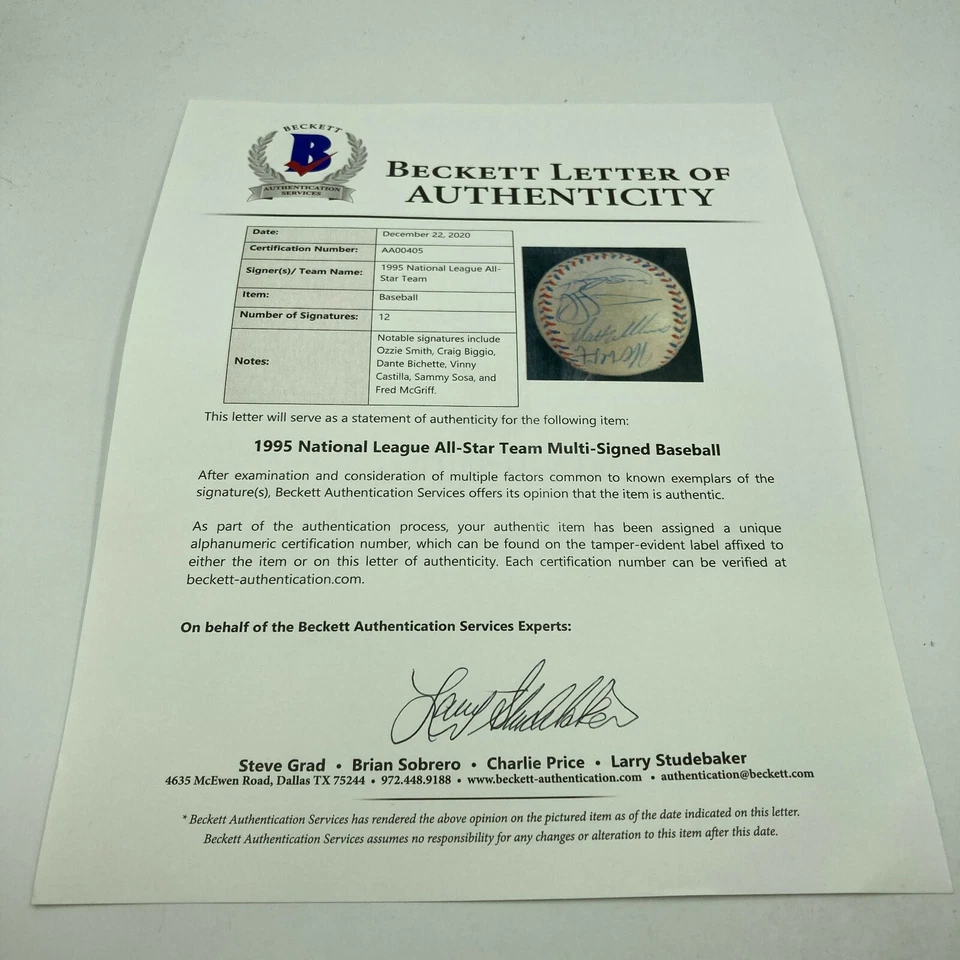 BECKETT
B
AUTHENTICATION
SERVICES
BECKETT LETTER OF
AUTHENTICITY
Date: December 22, 2020
Certification Number: AA00405
Signer(s)/ Team Name: 1995 National League All-
Star Team
Item: Baseball
Number of Signatures: 12
Notes: Notable signatures include
Ozzie Smith, Craig Biggio,
Dante Bichette, Vinny
Castilla, Sammy Sosa, and
Fred McGriff.
This letter will serve as a statement of authenticity for the following item:
1995 National League All-Star Team Multi-Signed Baseball
After examination and consideration of multiple factors common to known exemplars of the
signature(s), Beckett Authentication Services offers its opinion that the item is authentic.
As part of the authentication process, your authentic item has been assigned a unique
alphanumeric certification number, which can be found on the tamper-evident label affixed to
either the item or on this letter of authenticity. Each certification number can be verified at
beckett-authentication.com.
On behalf of the Beckett Authentication Services Experts:
Larry Studebaker
Steve Grad • Brian Sobrero • Charlie Price • Larry Studebaker
4635 McEwen Road, Dallas TX 75244 • 972.448.9188 • www.beckett-authentication.com • authentication@beckett.com
* Beckett Authentication Services has rendered the above opinion on the pictured item as of the date indicated on this letter.
Beckett Authentication Services assumes no responsibility for any changes or alteration to this item after this date.